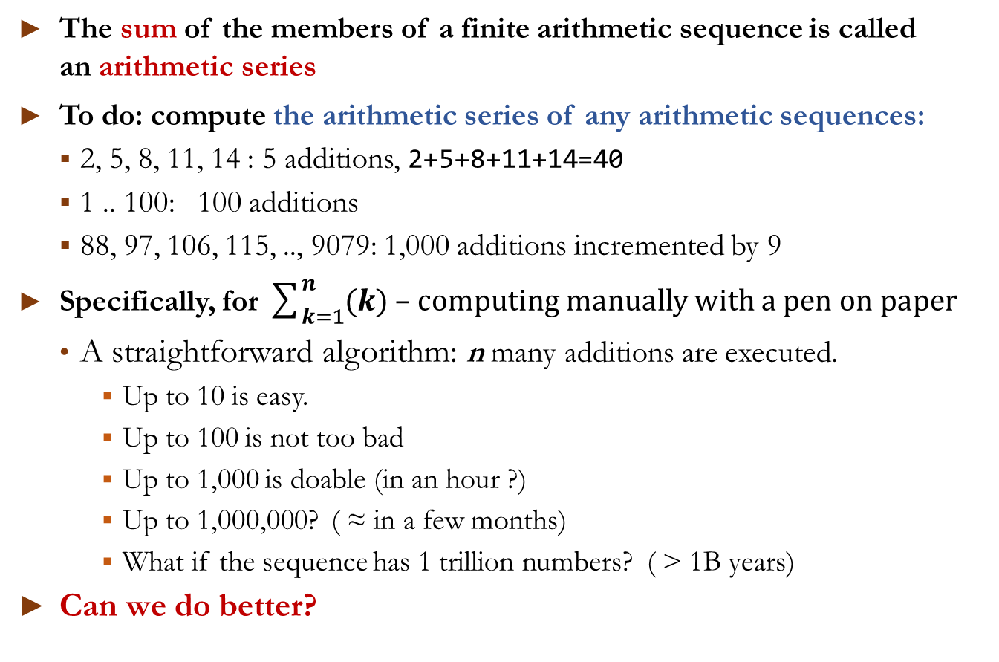 ► The sum of the members of a finite arithmetic sequence is called
an arithmetic series
► To do: compute the arithmetic series of any arithmetic sequences:
▪ 2, 5, 8, 11, 14 : 5 additions, 2+5+8+11+14=40
▪ 1 .. 100: 100 additions
▪ 88, 97, 106, 115, .., 9079: 1,000 additions incremented by 9
► Specifically, for ∑ⁿₖ₌₁(k) – computing manually with a pen on paper
• A straightforward algorithm: n many additions are executed.
▪ Up to 10 is easy.
▪ Up to 100 is not too bad
▪ Up to 1,000 is doable (in an hour ?)
▪ Up to 1,000,000? ( ≈ in a few months)
▪ What if the sequence has 1 trillion numbers? ( > 1B years)
► Can we do better?